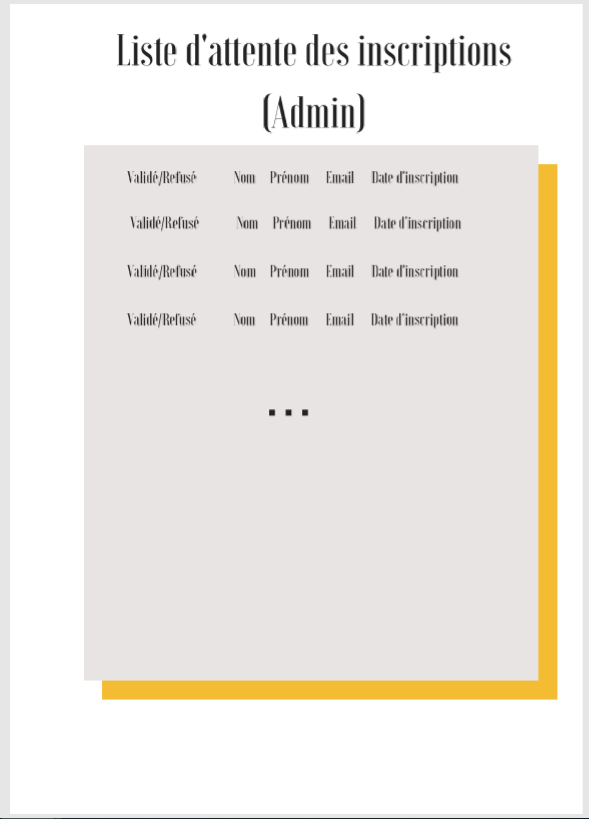 Liste d'attente des inscriptions
(Admin)
Validé/Refusé Nom Prénom Email Date d'inscription
Validé/Refusé Nom Prénom Email Date d'inscription
Validé/Refusé Nom Prénom Email Date d'inscription
Validé/Refusé Nom Prénom Email Date d'inscription
...